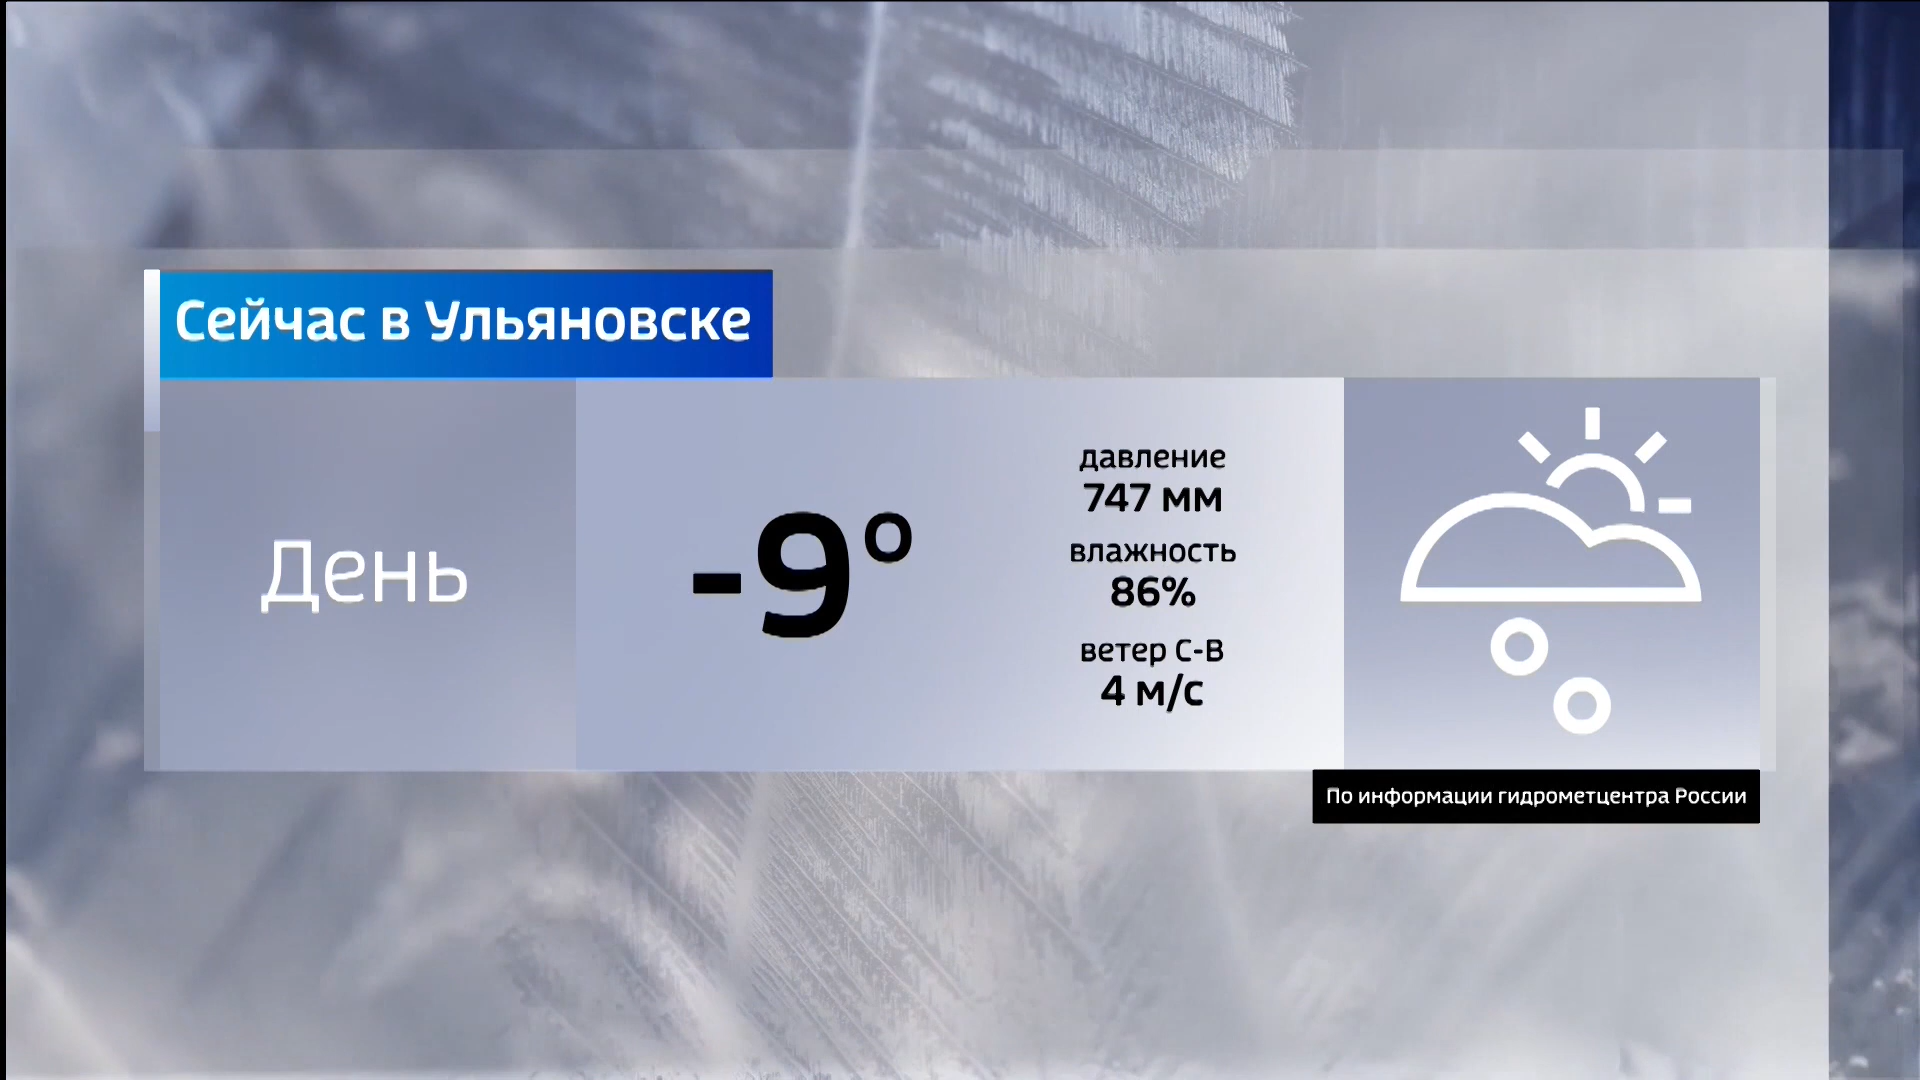 Сейчас в Ульяновске
День
-9°
давление
747 мм
влажность
86%
ветер С-В
4 м/с
По информации гидрометцентра России